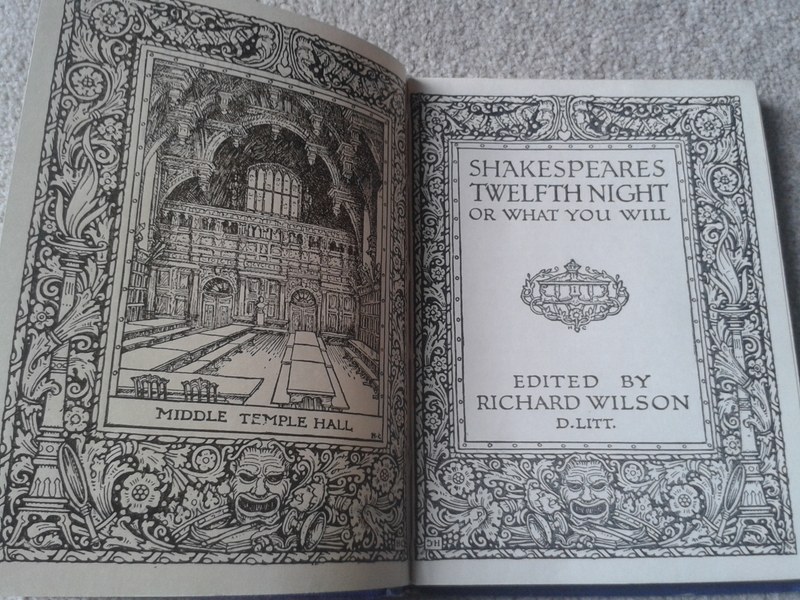 MIDDLE TEMPLE HALL
SHAKESPEARES
TWELFTH NIGHT
OR WHAT YOU WILL
EDITED BY
RICHARD WILSON
D.LITT.